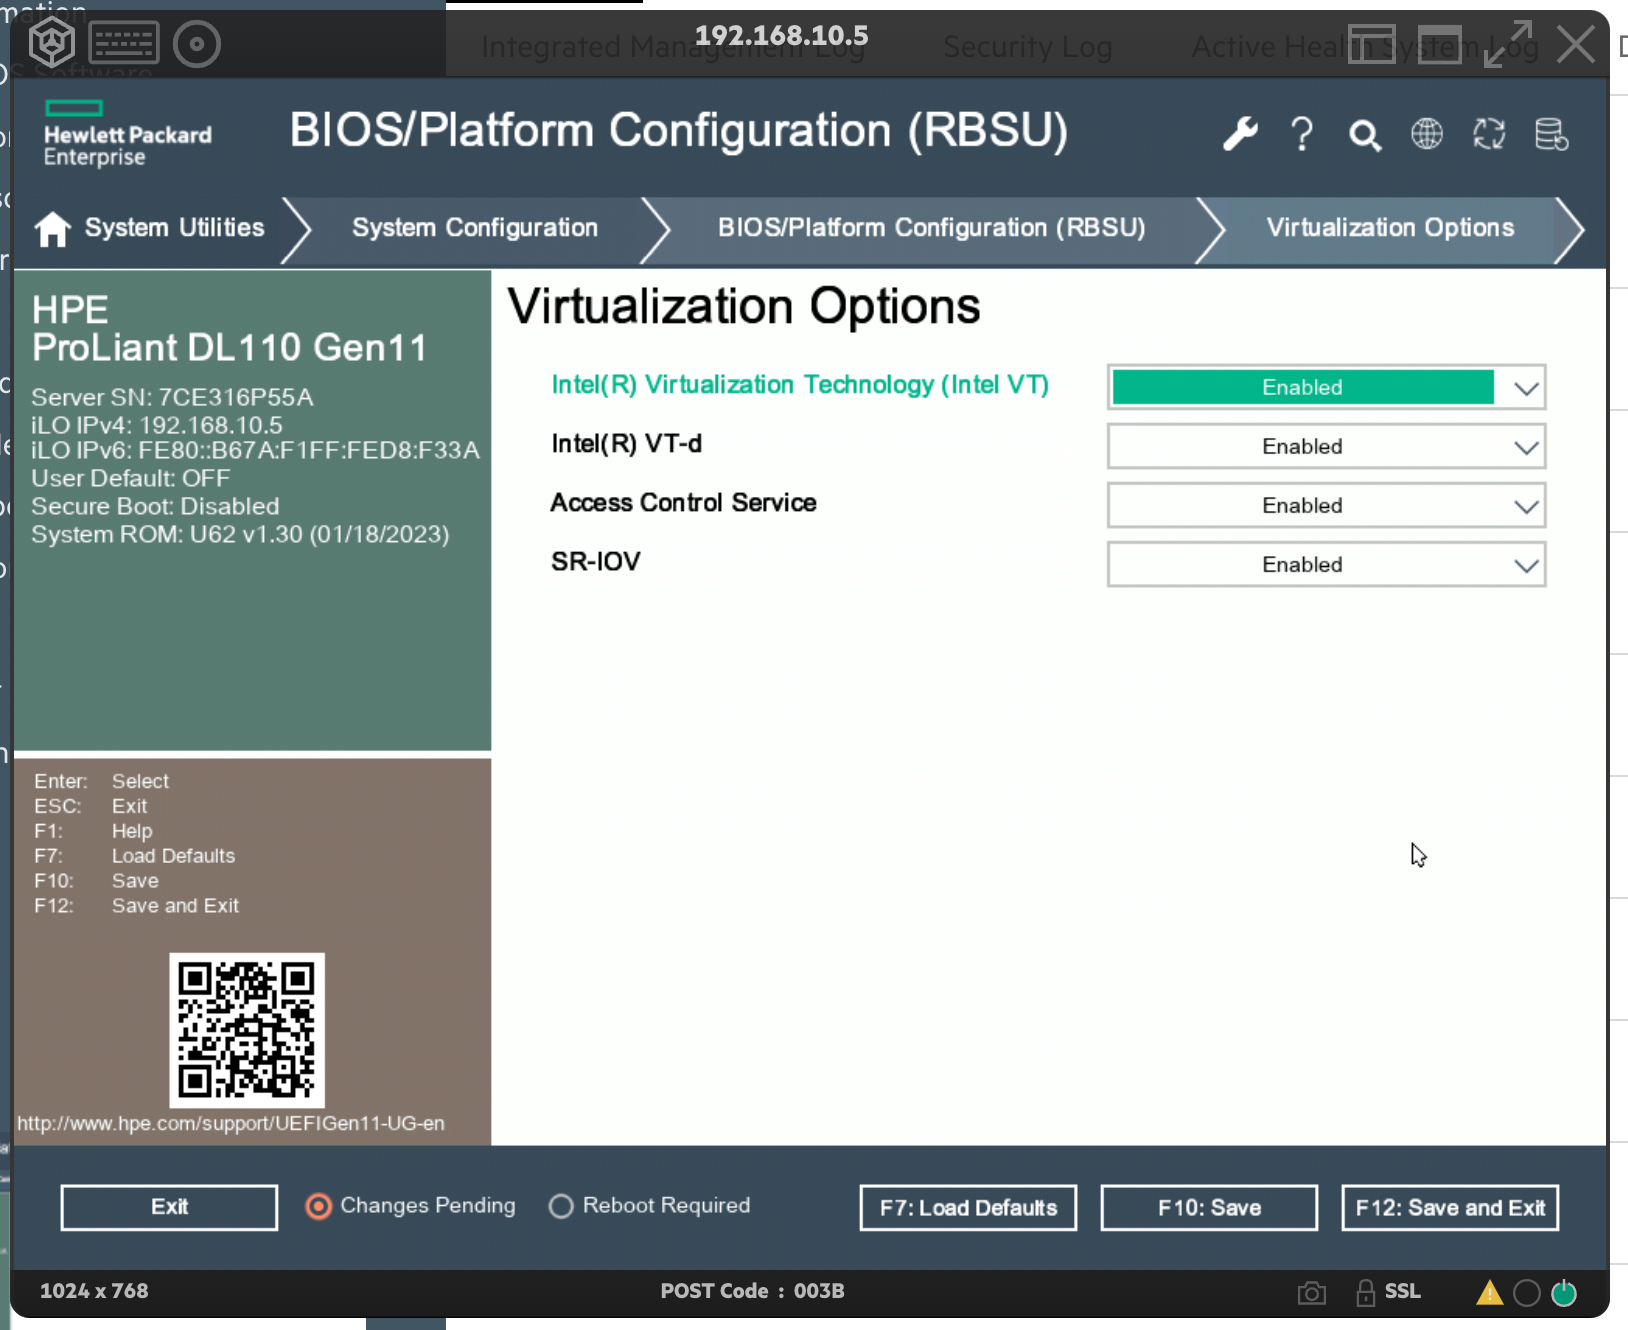 mation
192.168.10.5
Integrated Management Log
Security Log
Active Health System Log
OS Software
Hewlett Packard
Enterprise
BIOS/Platform Configuration (RBSU)
System Utilities
System Configuration
BIOS/Platform Configuration (RBSU)
Virtualization Options
HPE
ProLiant DL110 Gen11
Server SN: 7CE316P55A
iLO IPv4: 192.168.10.5
iLO IPv6: FE80::B67A:F1FF:FED8:F33A
User Default: OFF
Secure Boot: Disabled
System ROM: U62 v1.30 (01/18/2023)
Virtualization Options
Intel(R) Virtualization Technology (Intel VT)
Enabled
Intel(R) VT-d
Enabled
Access Control Service
Enabled
SR-IOV
Enabled
Enter: Select
ESC: Exit
F1: Help
F7: Load Defaults
F10: Save
F12: Save and Exit
http://www.hpe.com/support/UEFIGen11-UG-en
Exit
Changes Pending
Reboot Required
F7: Load Defaults
F10: Save
F12: Save and Exit
1024 x 768
POST Code : 003B
SSL